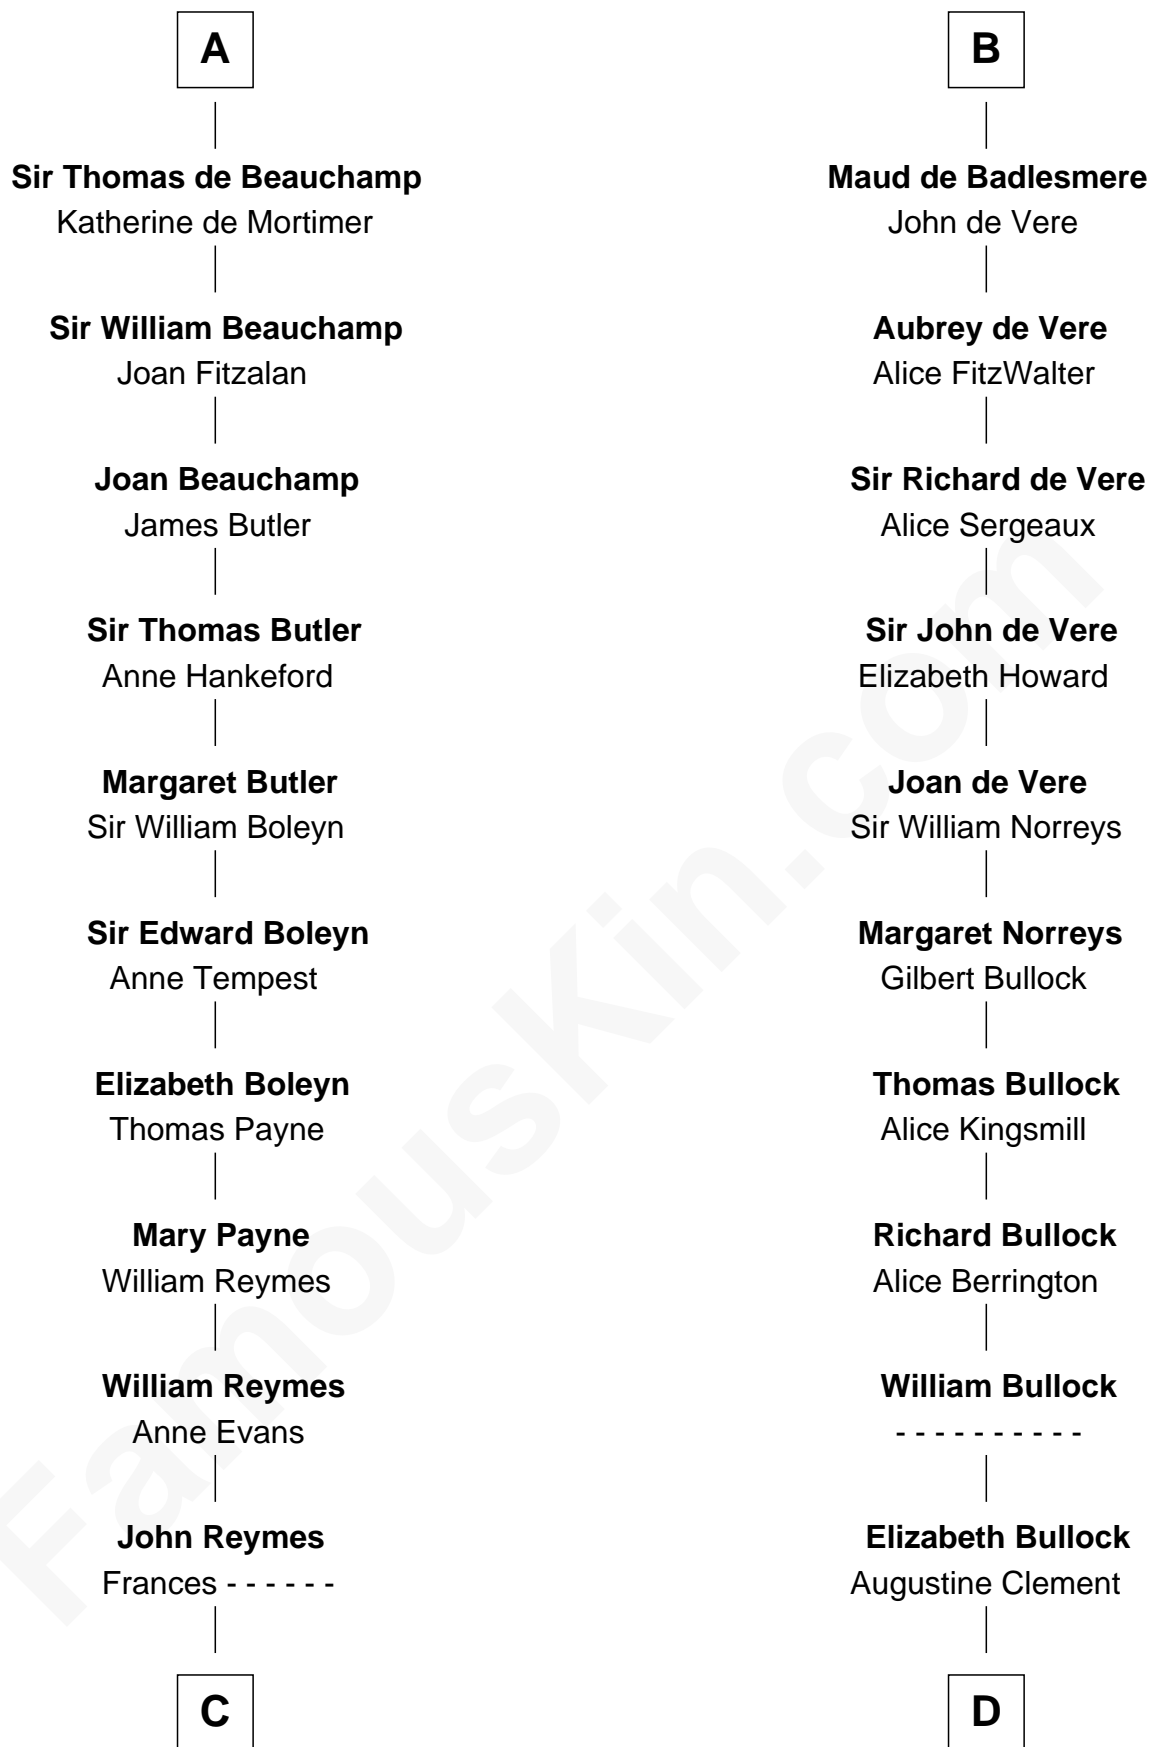 A
Sir Thomas de Beauchamp
Katherine de Mortimer
Sir William Beauchamp
Joan Fitzalan
Joan Beauchamp
James Butler
Sir Thomas Butler
Anne Hankeford
Margaret Butler
Sir William Boleyn
Sir Edward Boleyn
Anne Tempest
Elizabeth Boleyn
Thomas Payne
Mary Payne
William Reymes
William Reymes
Anne Evans
John Reymes
Frances - - - - - -
C
B
Maud de Badlesmere
John de Vere
Aubrey de Vere
Alice FitzWalter
Sir Richard de Vere
Alice Sergeaux
Sir John de Vere
Elizabeth Howard
Joan de Vere
Sir William Norreys
Margaret Norreys
Gilbert Bullock
Thomas Bullock
Alice Kingsmill
Richard Bullock
Alice Berrington
William Bullock
- - - - - - - - - -
Elizabeth Bullock
Augustine Clement
D
FamousKin.com